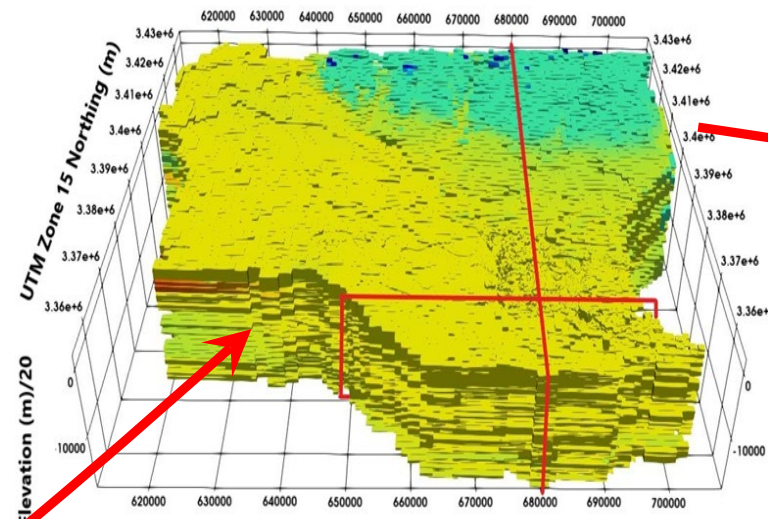 620000 630000 640000 650000 660000 670000 680000 690000 700000
3.43e+6 3.43e+6
3.42e+6 3.42e+6
3.41e+6 3.41e+6
3.4e+6 3.4e+6
3.39e+6 3.39e+6
3.38e+6 3.38e+6
3.37e+6 3.37e+6
3.36e+6 3.36e+
UTM Zone 15 Northing (m)
0 0
-10000 -10000
Elevation (m)/20
620000 630000 640000 650000 660000 670000 680000 690000 700000